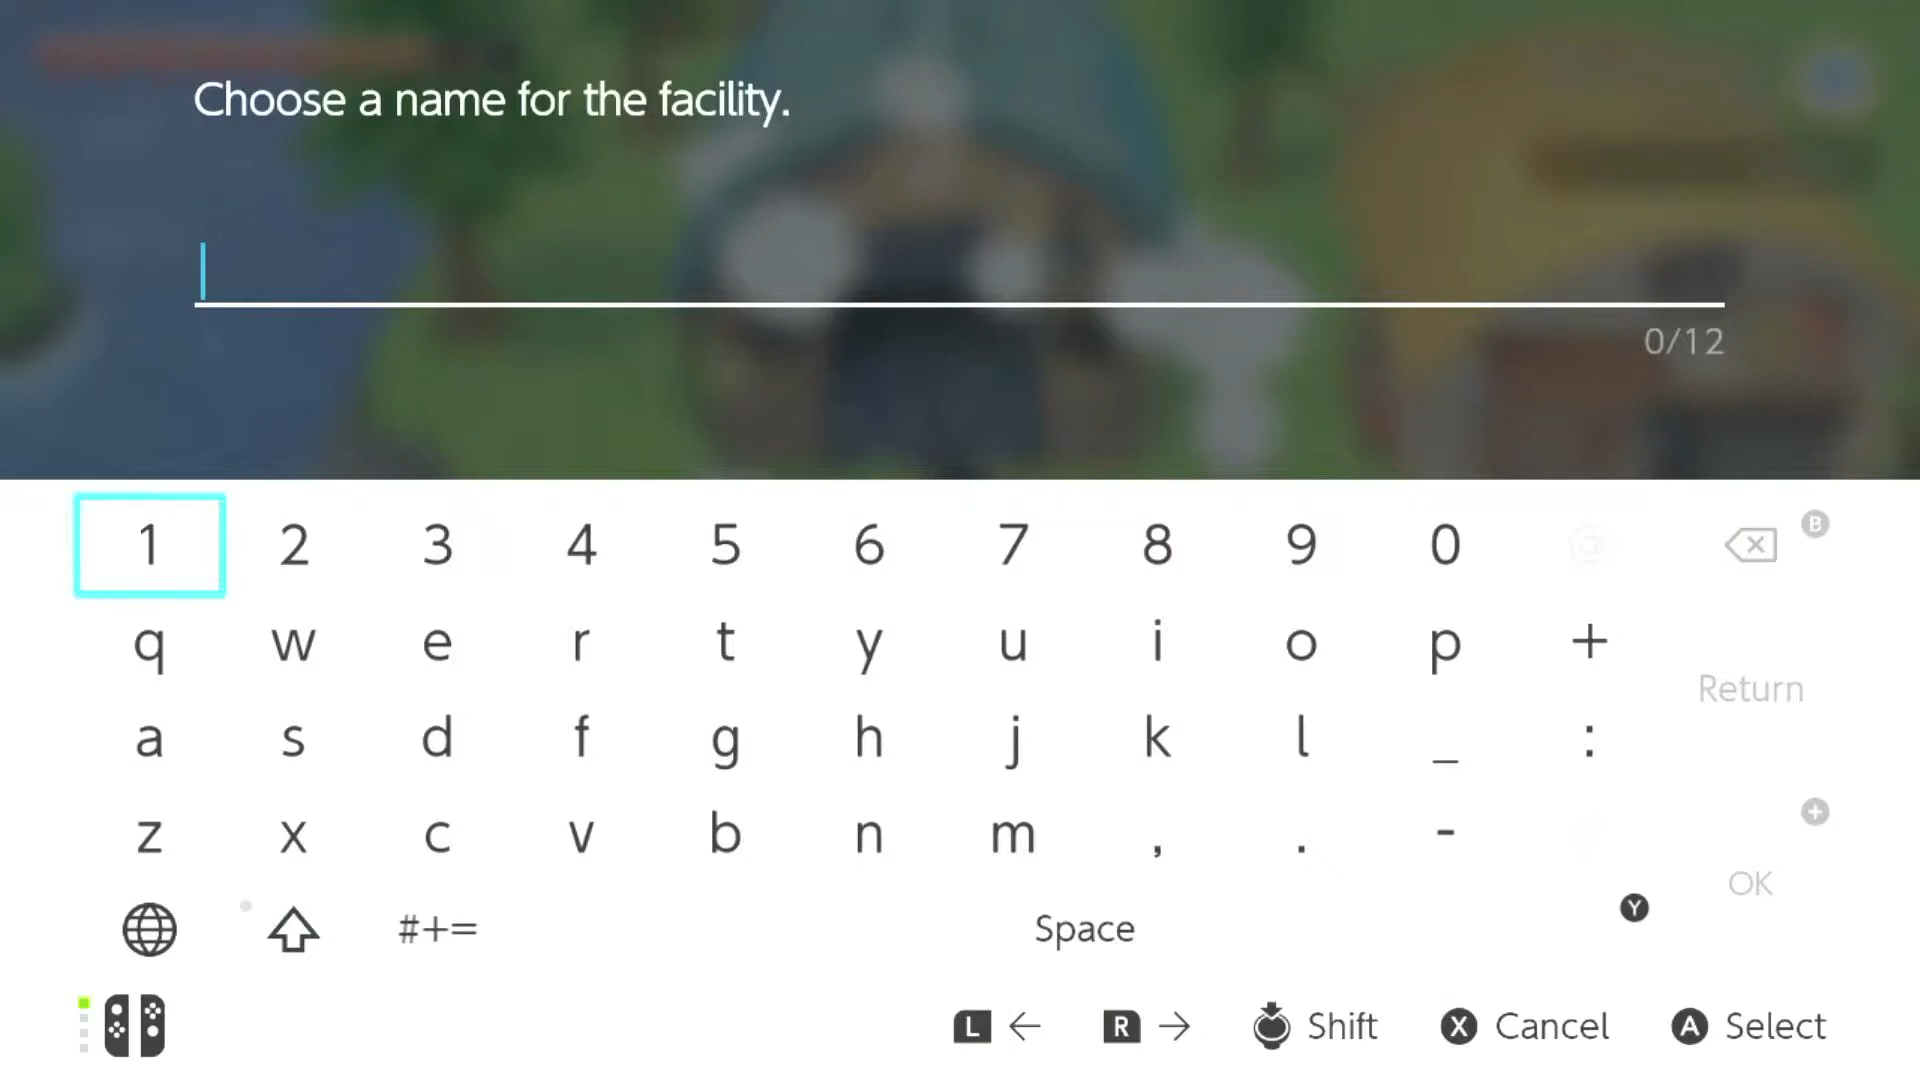 Choose a name for the facility.
0/12
1 2 3 4 5 6 7 8 9 0 @ B
q w e r t y u i o p +
Return
a s d f g h j k l _ :
z x c v b n m , . -
OK
#+= Space Y
L ← R → Shift X Cancel A Select